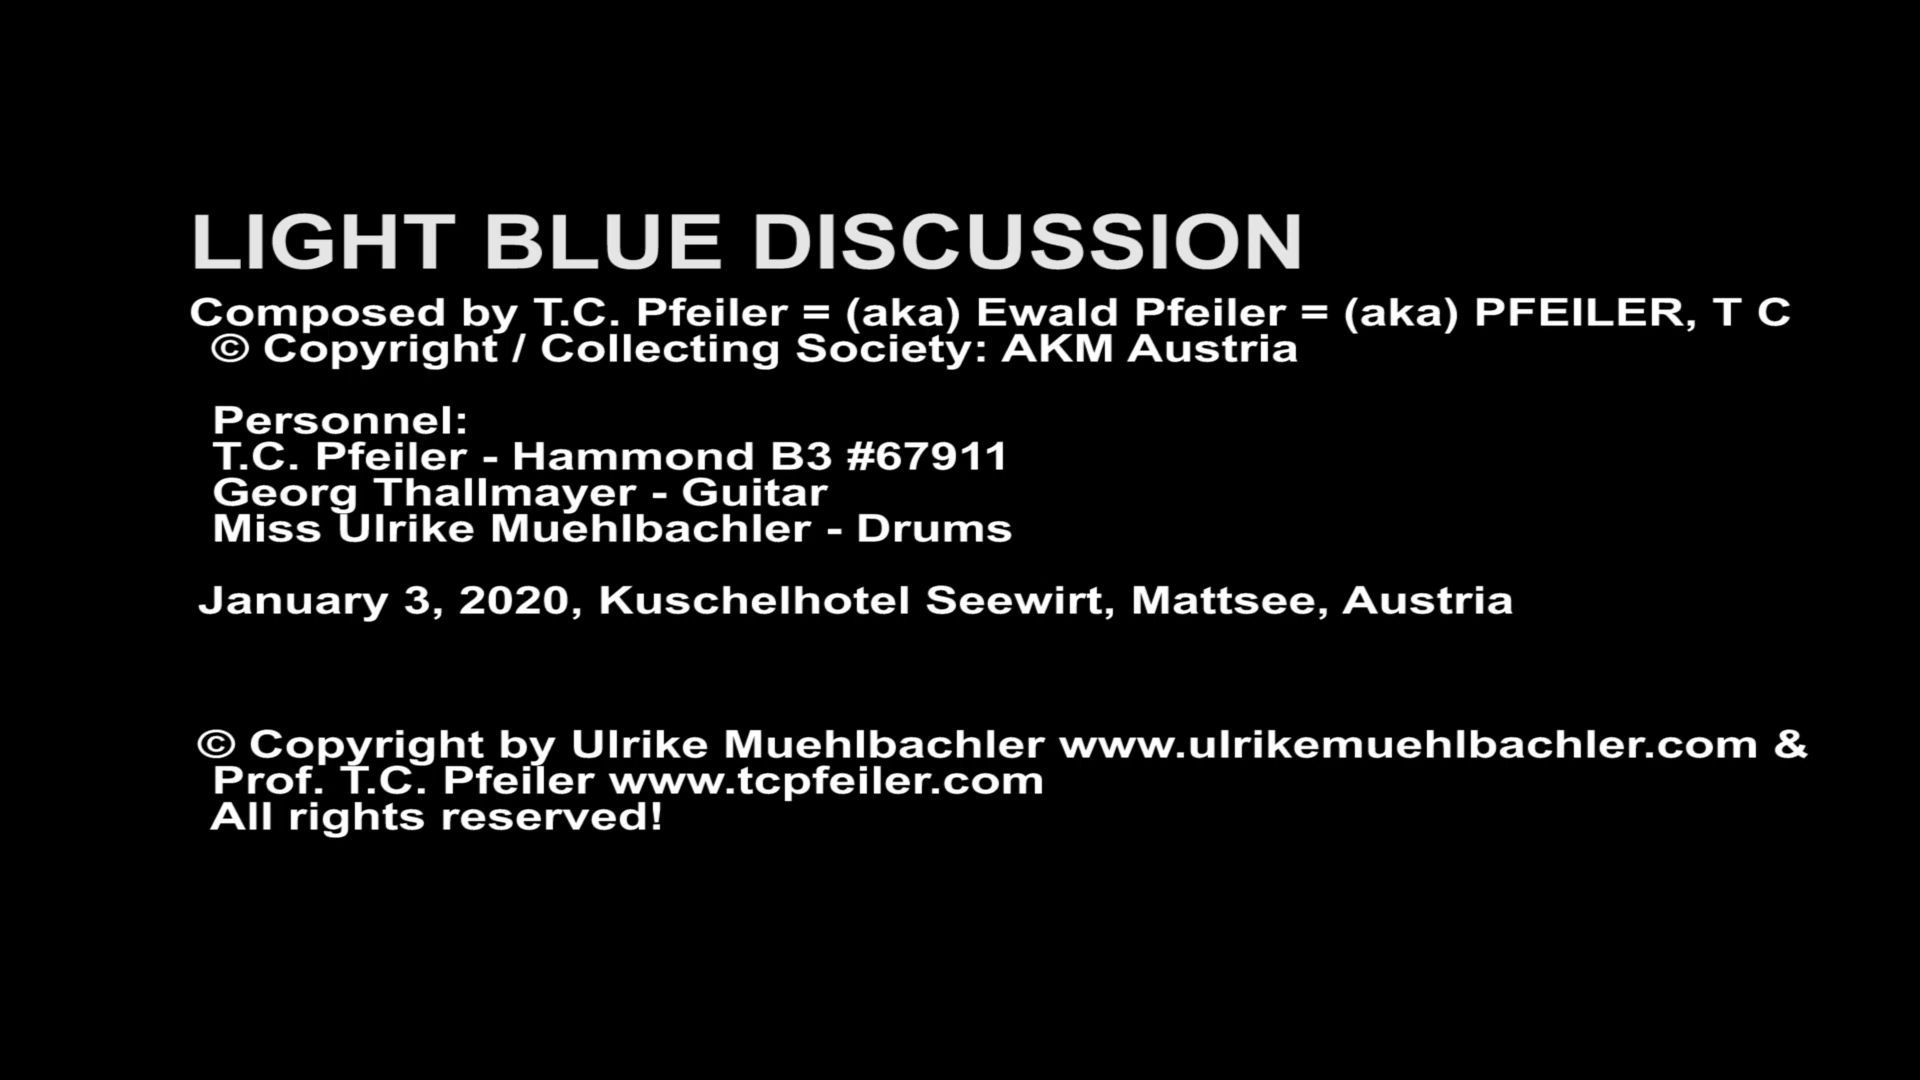 LIGHT BLUE DISCUSSION
Composed by T.C. Pfeiler = (aka) Ewald Pfeiler = (aka) PFEILER, T C
© Copyright / Collecting Society: AKM Austria
Personnel:
T.C. Pfeiler - Hammond B3 #67911
Georg Thallmayer - Guitar
Miss Ulrike Muehlbachler - Drums
January 3, 2020, Kuschelhotel Seewirt, Mattsee, Austria
© Copyright by Ulrike Muehlbachler www.ulrikemuehlbachler.com &
Prof. T.C. Pfeiler www.tcpfeiler.com
All rights reserved!